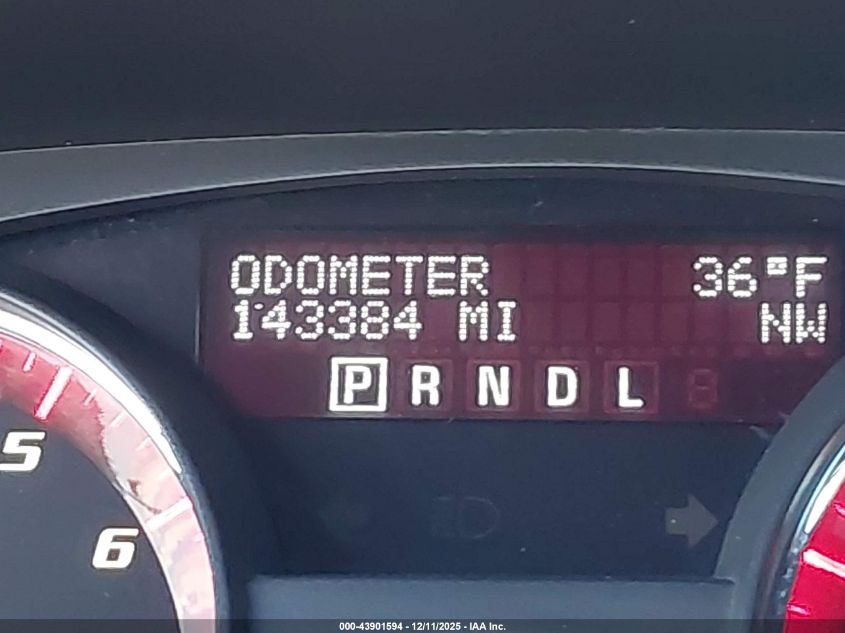 ODOMETER 36°F
143384 MI NW
P R N D L
5
6
000-43901594 - 12/11/2025 - IAA Inc.